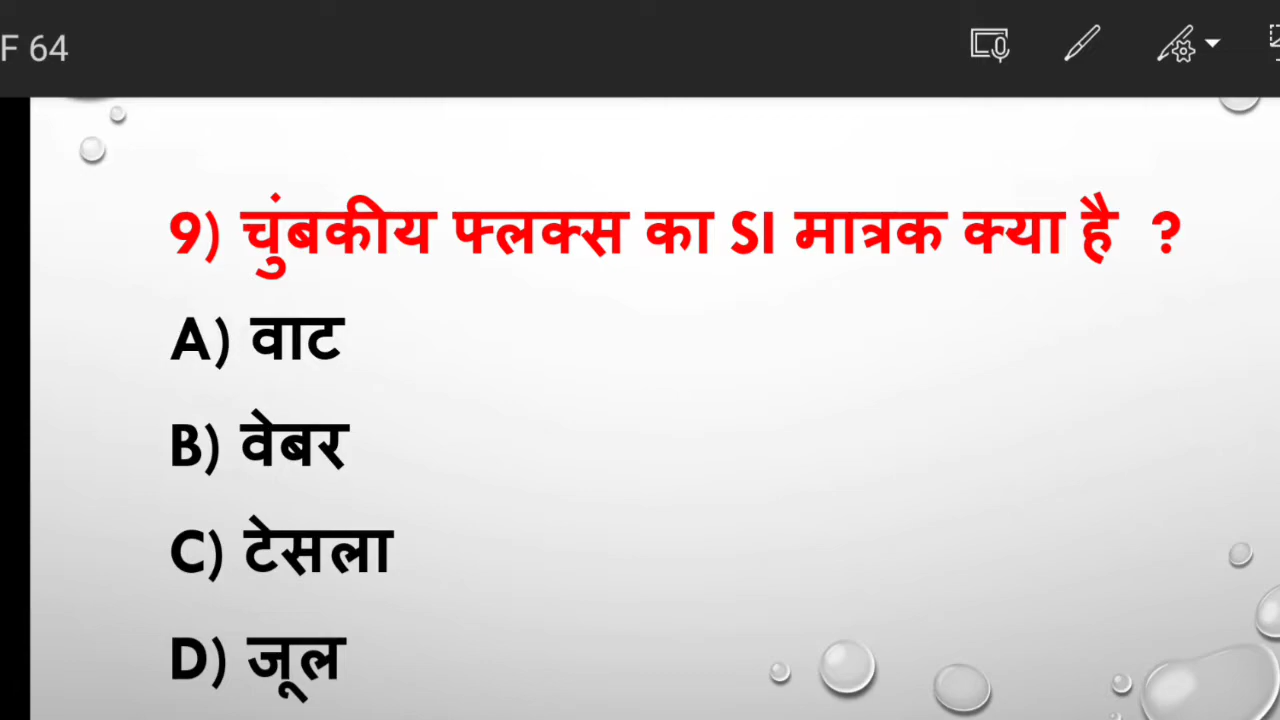 F 64
9) चुंबकीय फ्लक्स का SI मात्रक क्या है ?
A) वाट
B) वेबर
C) टेसला
D) जूल